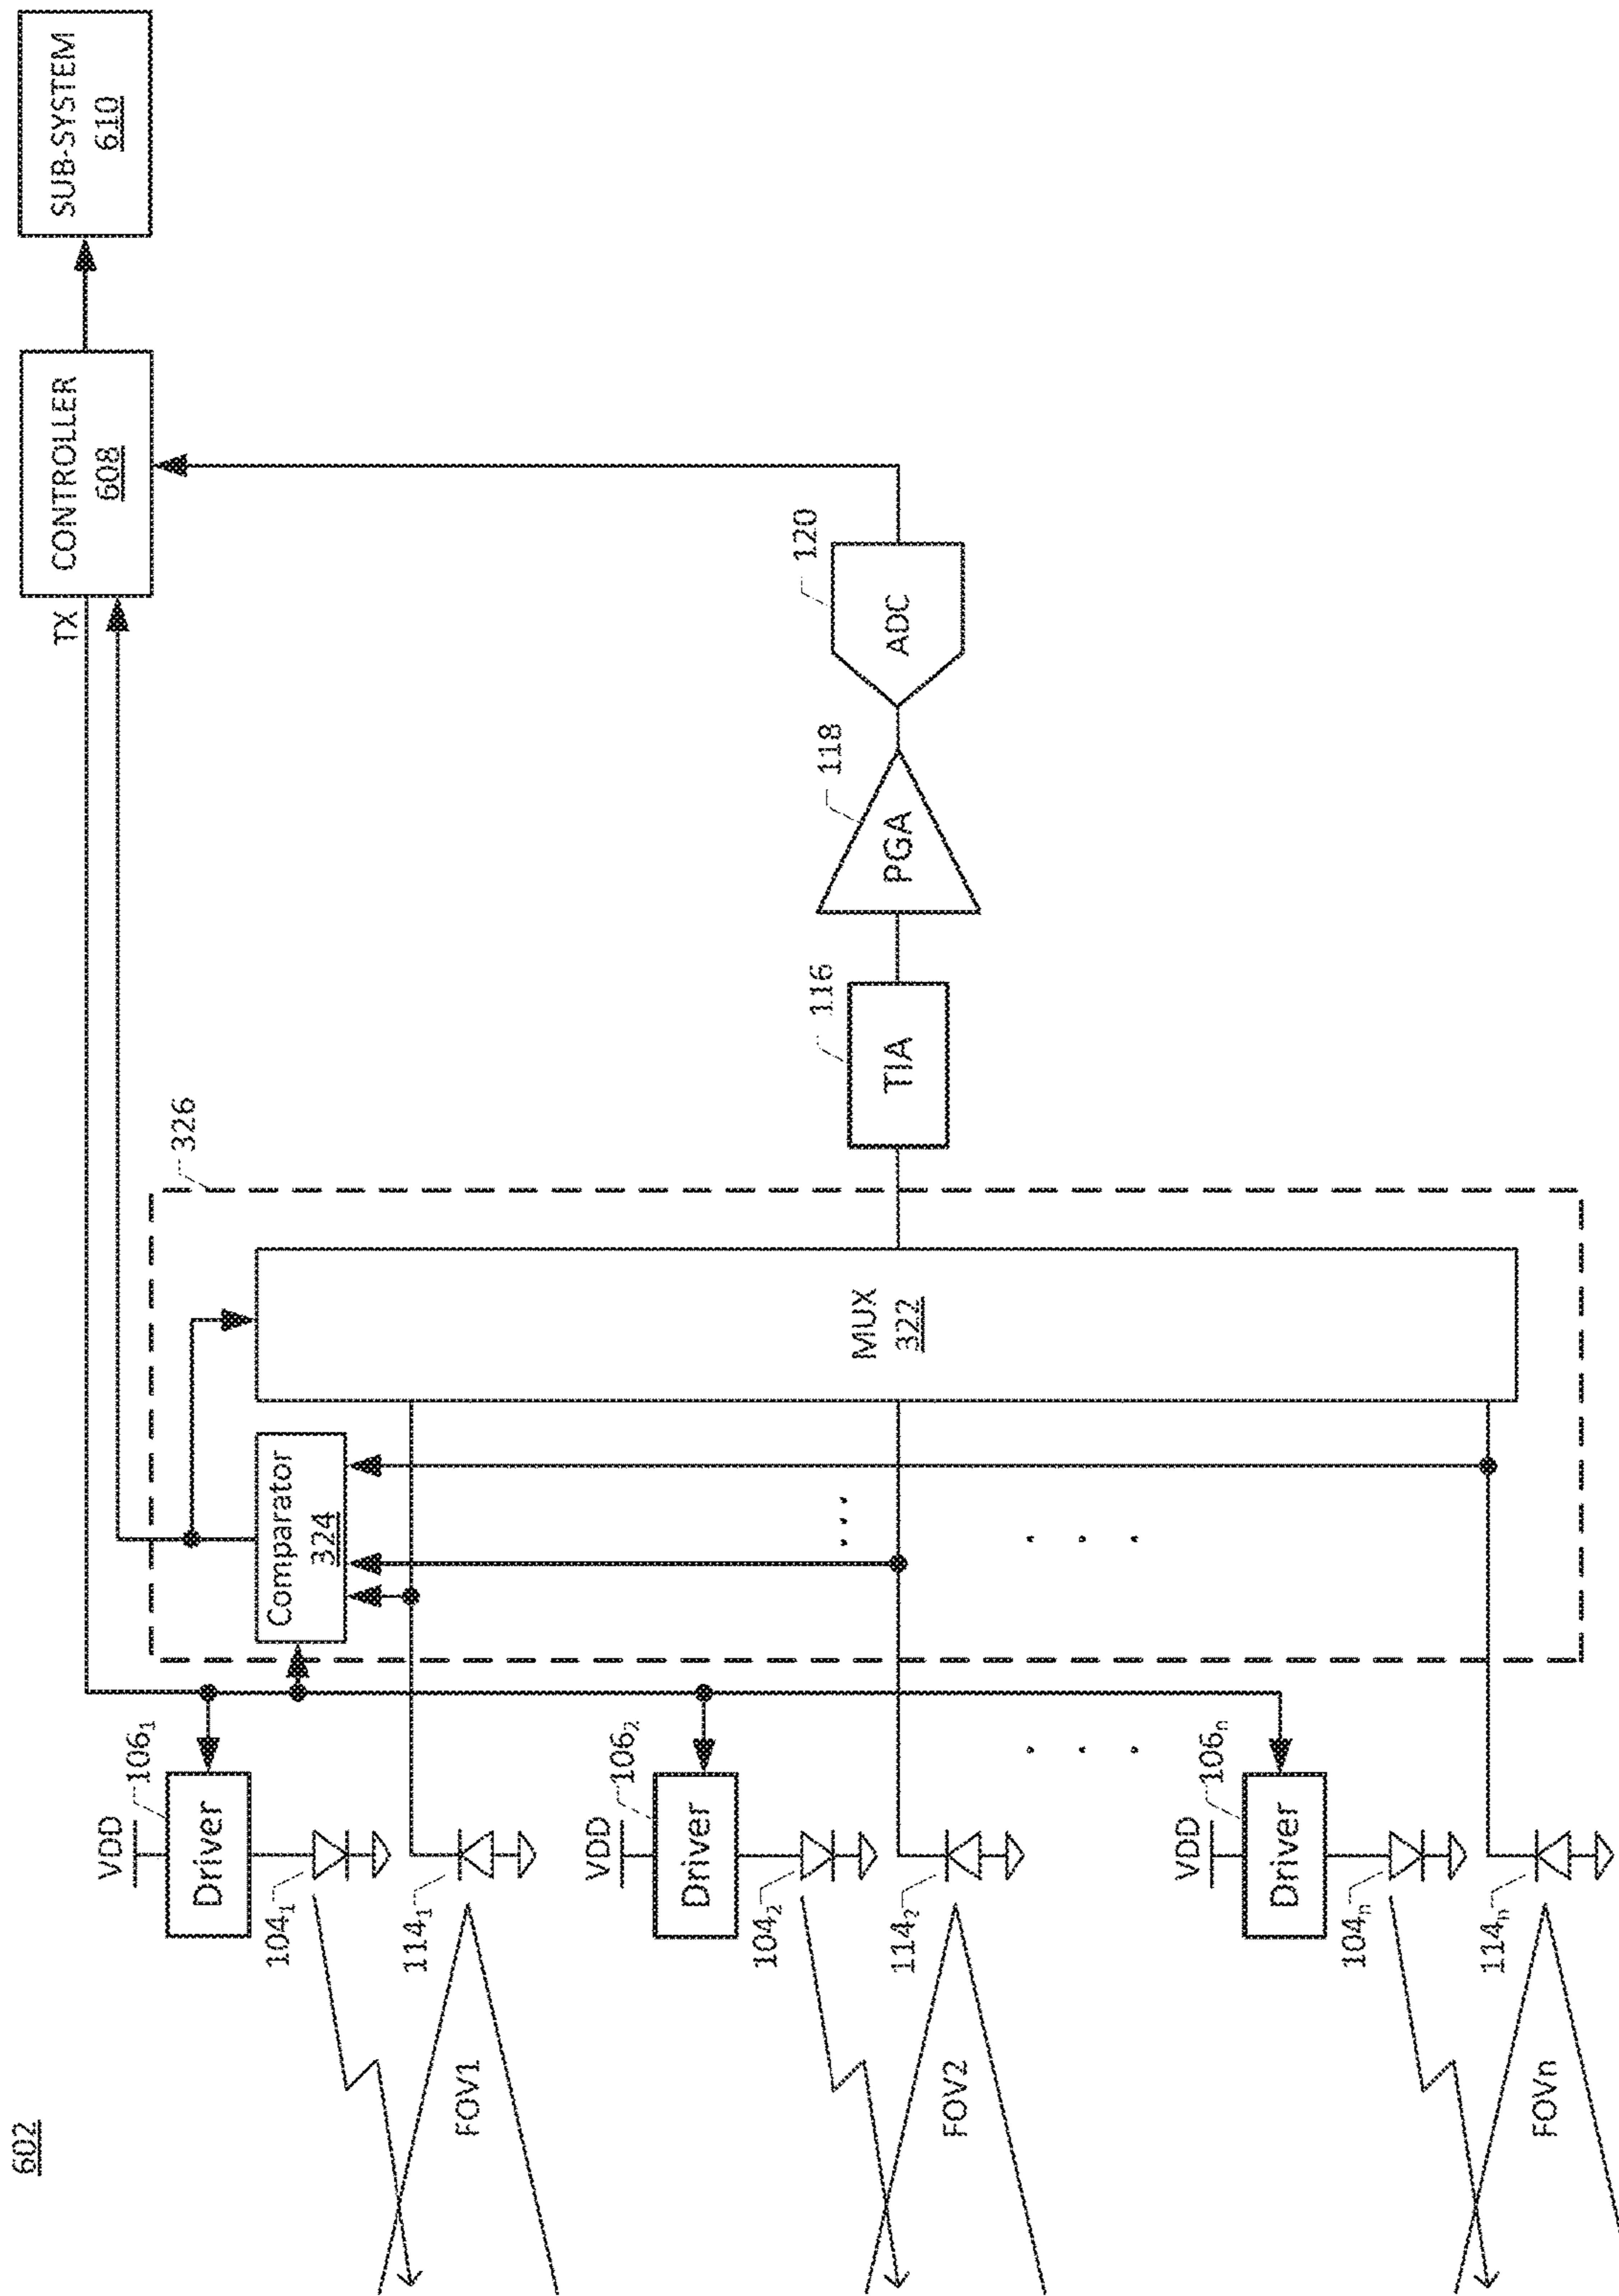 602
VDD
106₁
Driver
104₁
114₁
FOV1
VDD
106₂
Driver
104₂
114₂
FOV2
VDD
106ₙ
Driver
104ₙ
114ₙ
FOVn
Comparator
324
MUX
322
326
TIA
116
PGA
118
ADC
120
TX
CONTROLLER
608
SUB-SYSTEM
610